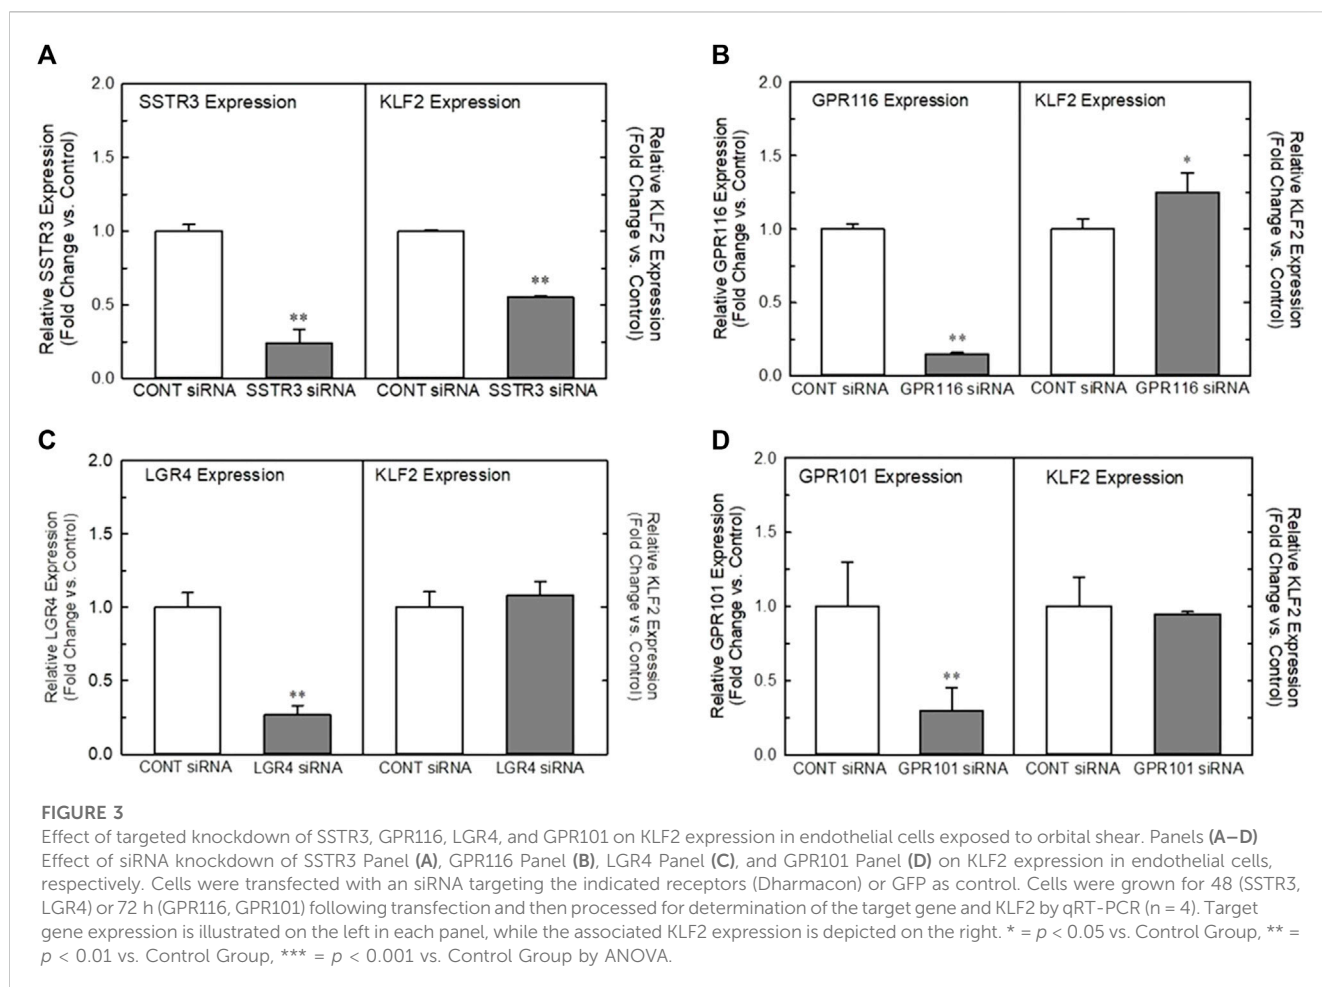 A
Relative SSTR3 Expression
(Fold Change vs. Control)
2.0
1.5
1.0
0.5
0.0
SSTR3 Expression
KLF2 Expression
**
**
CONT siRNA
SSTR3 siRNA
CONT siRNA
SSTR3 siRNA
Relative KLF2 Expression
(Fold Change vs. Control)
B
Relative GPR116 Expression
(Fold Change vs. Control)
2.0
1.5
1.0
0.5
0.0
GPR116 Expression
KLF2 Expression
**
*
CONT siRNA
GPR116 siRNA
CONT siRNA
GPR116 siRNA
Relative KLF2 Expression
(Fold Change vs. Control)
C
Relative LGR4 Expression
(Fold Change vs. Control)
2.0
1.5
1.0
0.5
0.0
LGR4 Expression
KLF2 Expression
**
CONT siRNA
LGR4 siRNA
CONT siRNA
LGR4 siRNA
Relative KLF2 Expression
(Fold Change vs. Control)
D
Relative GPR101 Expression
(Fold Change vs. Control)
2.0
1.5
1.0
0.5
0.0
GPR101 Expression
KLF2 Expression
**
CONT siRNA
GPR101 siRNA
CONT siRNA
GPR101 siRNA
Relative KLF2 Expression
(Fold Change vs. Control)
FIGURE 3
Effect of targeted knockdown of SSTR3, GPR116, LGR4, and GPR101 on KLF2 expression in endothelial cells exposed to orbital shear. Panels (A–D)
Effect of siRNA knockdown of SSTR3 Panel (A), GPR116 Panel (B), LGR4 Panel (C), and GPR101 Panel (D) on KLF2 expression in endothelial cells,
respectively. Cells were transfected with an siRNA targeting the indicated receptors (Dharmacon) or GFP as control. Cells were grown for 48 (SSTR3,
LGR4) or 72 h (GPR116, GPR101) following transfection and then processed for determination of the target gene and KLF2 by qRT-PCR (n = 4). Target
gene expression is illustrated on the left in each panel, while the associated KLF2 expression is depicted on the right. * = p < 0.05 vs. Control Group, ** =
p < 0.01 vs. Control Group, *** = p < 0.001 vs. Control Group by ANOVA.